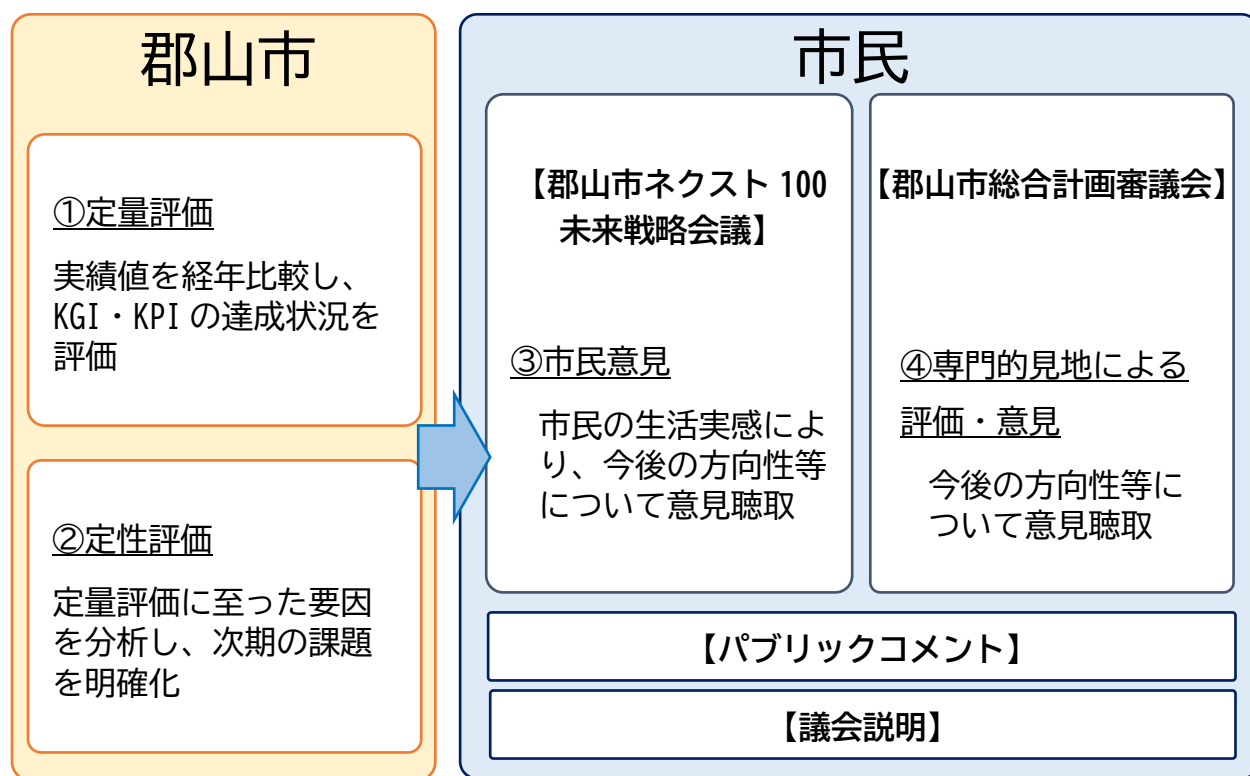 郡山市
①定量評価
実績値を経年比較し、
KGI・KPI の達成状況を
評価
②定性評価
定量評価に至った要因
を分析し、次期の課題
を明確化
市民
【郡山市ネクスト 100
未来戦略会議】
③市民意見
市民の生活実感によ
り、今後の方向性等
について意見聴取
【郡山市総合計画審議会】
④専門的見地による
評価・意見
今後の方向性等に
ついて意見聴取
【パブリックコメント】
【議会説明】